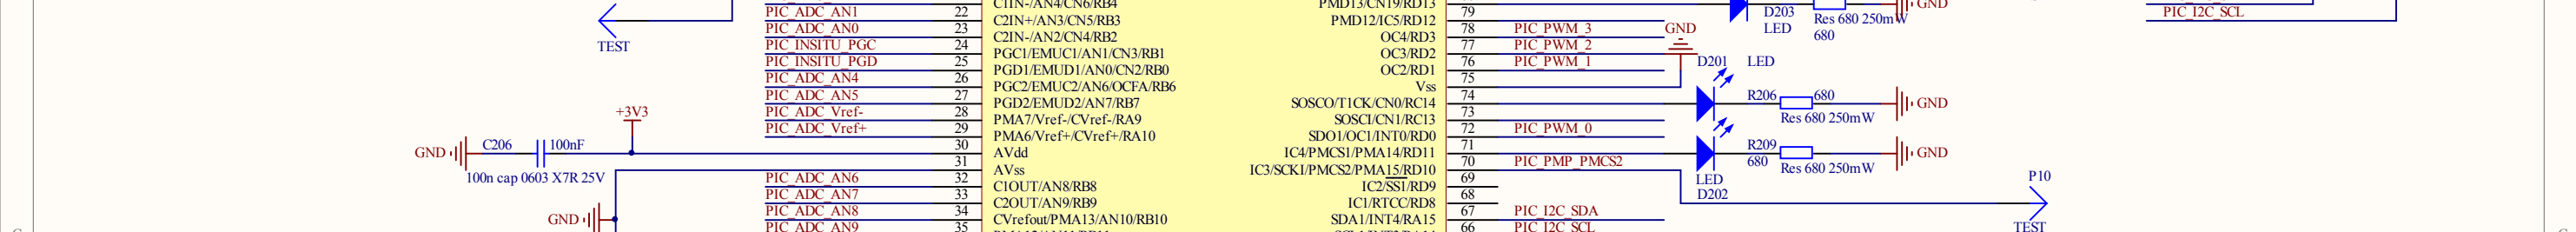 C1IN-/AN4/CN6/RB4 PMD13/CN19/RD13 GND
PIC_ADC_AN1 22 C2IN+/AN3/CN5/RB3 PMD12/IC5/RD12 79 D203 Res 680 250mW PIC_I2C_SCL
LED 680
PIC_ADC_AN0 23 C2IN-/AN2/CN4/RB2 OC4/RD3 78 PIC_PWM_3 GND
TEST
PIC_INSITU_PGC 24 PGC1/EMUC1/AN1/CN3/RB1 OC3/RD2 77 PIC_PWM_2
PIC_INSITU_PGD 25 PGD1/EMUD1/AN0/CN2/RB0 OC2/RD1 76 PIC_PWM_1 D201 LED
PIC_ADC_AN4 26 PGC2/EMUC2/AN6/OCFA/RB6 Vss 75
PIC_ADC_AN5 27 PGD2/EMUD2/AN7/RB7 SOSCO/T1CK/CN0/RC14 74 R206 680 GND
+3V3 PIC_ADC_Vref- 28 PMA7/Vref-/CVref-/RA9 SOSCI/CN1/RC13 73 Res 680 250mW
PIC_ADC_Vref+ 29 PMA6/Vref+/CVref+/RA10 SDO1/OC1/INT0/RD0 72 PIC_PWM_0
GND C206 100nF 30 AVdd IC4/PMCS1/PMA14/RD11 71 R209 GND
680 Res 680 250mW
100n cap 0603 X7R 25V 31 AVss IC3/SCKI/PMCS2/PMA15/RD10 70 PIC_PMP_PMCS2
PIC_ADC_AN6 32 C1OUT/AN8/RB8 IC2/SS1/RD9 69 LED P10
PIC_ADC_AN7 33 C2OUT/AN9/RB9 IC1/RTCC/RD8 68 D202
GND PIC_ADC_AN8 34 CVrefout/PMA13/AN10/RB10 SDA1/INT4/RA15 67 PIC_I2C_SDA
PIC_ADC_AN9 35 66 PIC_I2C_SCL TEST